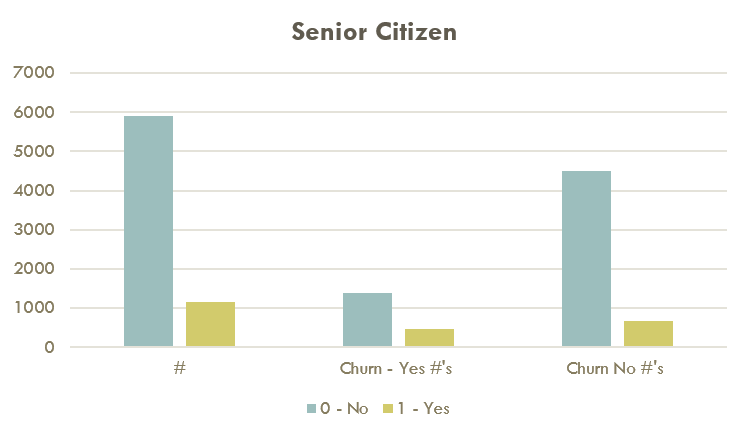 Senior Citizen
7000
6000
5000
4000
3000
2000
1000
0
# Churn - Yes #'s Churn No #'s
0 - No 1 - Yes